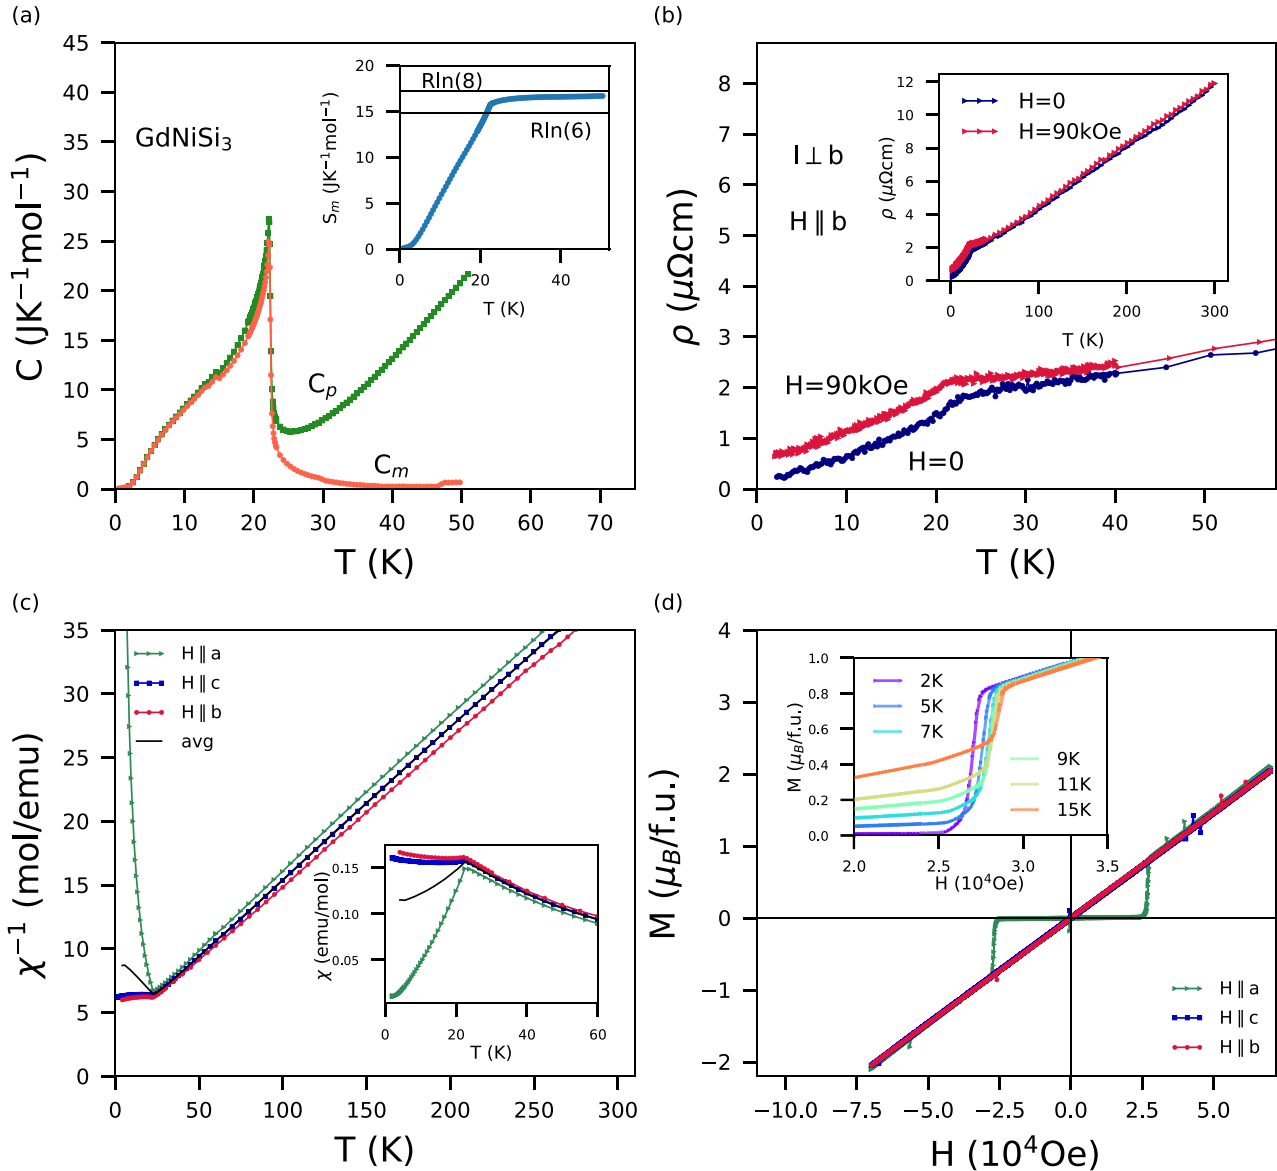 (a)
45
40
35
30
25
20
15
10
5
0
C (JK⁻¹mol⁻¹)
GdNiSi₃
C_p
C_m
0 10 20 30 40 50 60 70
T (K)
20
15
10
5
0
S_m (JK⁻¹mol⁻¹)
Rln(8)
Rln(6)
0 20 40
T (K)
(b)
8
7
6
5
4
3
2
1
0
ρ (μΩcm)
I⊥b
H∥b
H=90kOe
H=0
0 10 20 30 40 50
T (K)
12
10
8
6
4
2
0
ρ (μΩcm)
H=0
H=90kOe
0 100 200 300
T (K)
(c)
35
30
25
20
15
10
5
0
χ⁻¹ (mol/emu)
H∥a
H∥c
H∥b
avg
0 50 100 150 200 250 300
T (K)
0.15
0.10
0.05
χ (emu/mol)
0 20 40 60
T (K)
(d)
4
3
2
1
0
−1
−2
M (μ_B/f.u.)
H∥a
H∥c
H∥b
−10.0 −7.5 −5.0 −2.5 0.0 2.5 5.0
H (10⁴Oe)
1.0
0.8
0.6
0.4
0.2
0.0
M (μ_B/f.u.)
2K
5K
7K
9K
11K
15K
2.0 2.5 3.0 3.5
H (10⁴Oe)